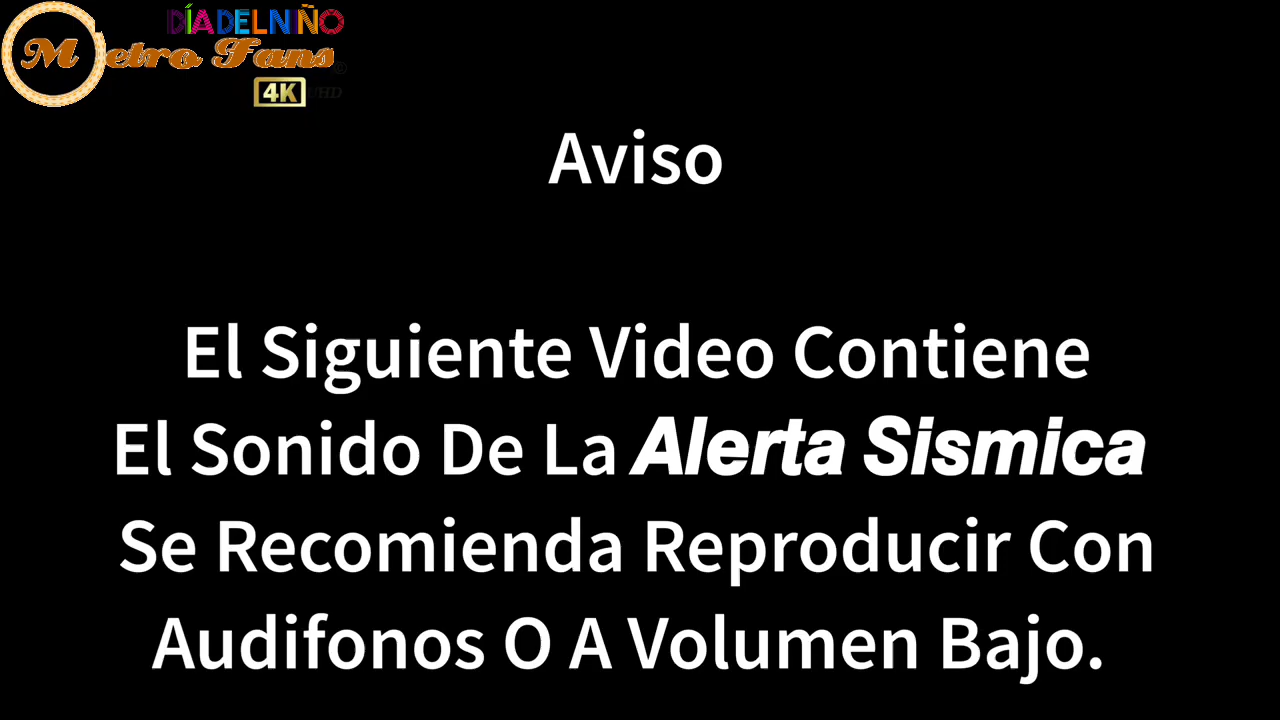 DÍADELNIÑO
Metro Fans
©
4K UHD
Aviso
El Siguiente Video Contiene
El Sonido De La Alerta Sismica
Se Recomienda Reproducir Con
Audifonos O A Volumen Bajo.